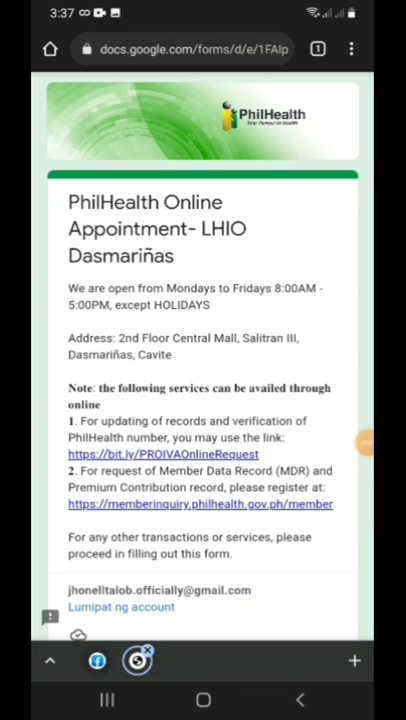 3:37
docs.google.com/forms/d/e/1FAIp
1
PhilHealth
Your Partner in Health
PhilHealth Online
Appointment- LHIO
Dasmariñas
We are open from Mondays to Fridays 8:00AM -
5:00PM, except HOLIDAYS
Address: 2nd Floor Central Mall, Salitran III,
Dasmariñas, Cavite
Note: the following services can be availed through
online
1. For updating of records and verification of
PhilHealth number, you may use the link:
https://bit.ly/PROIVAOnlineRequest
2. For request of Member Data Record (MDR) and
Premium Contribution record, please register at:
https://memberinquiry.philhealth.gov.ph/member
For any other transactions or services, please
proceed in filling out this form.
jhonelltalob.officially@gmail.com
Lumipat ng account